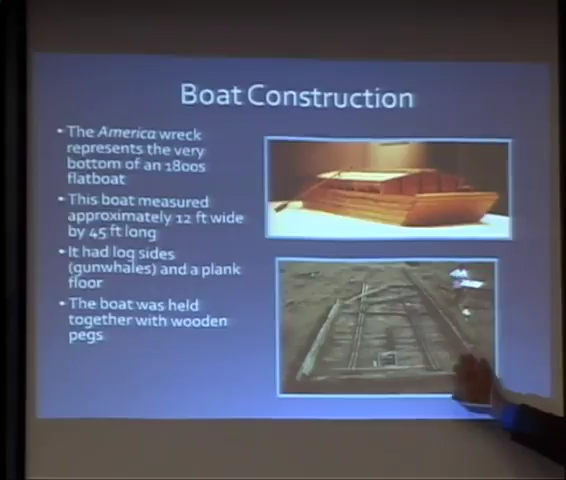 Boat Construction
• The America wreck
represents the very
bottom of an 1800s
flatboat
• This boat measured
approximately 12 ft wide
by 45 ft long
• It had log sides
(gunwhales) and a plank
floor
• The boat was held
together with wooden
pegs